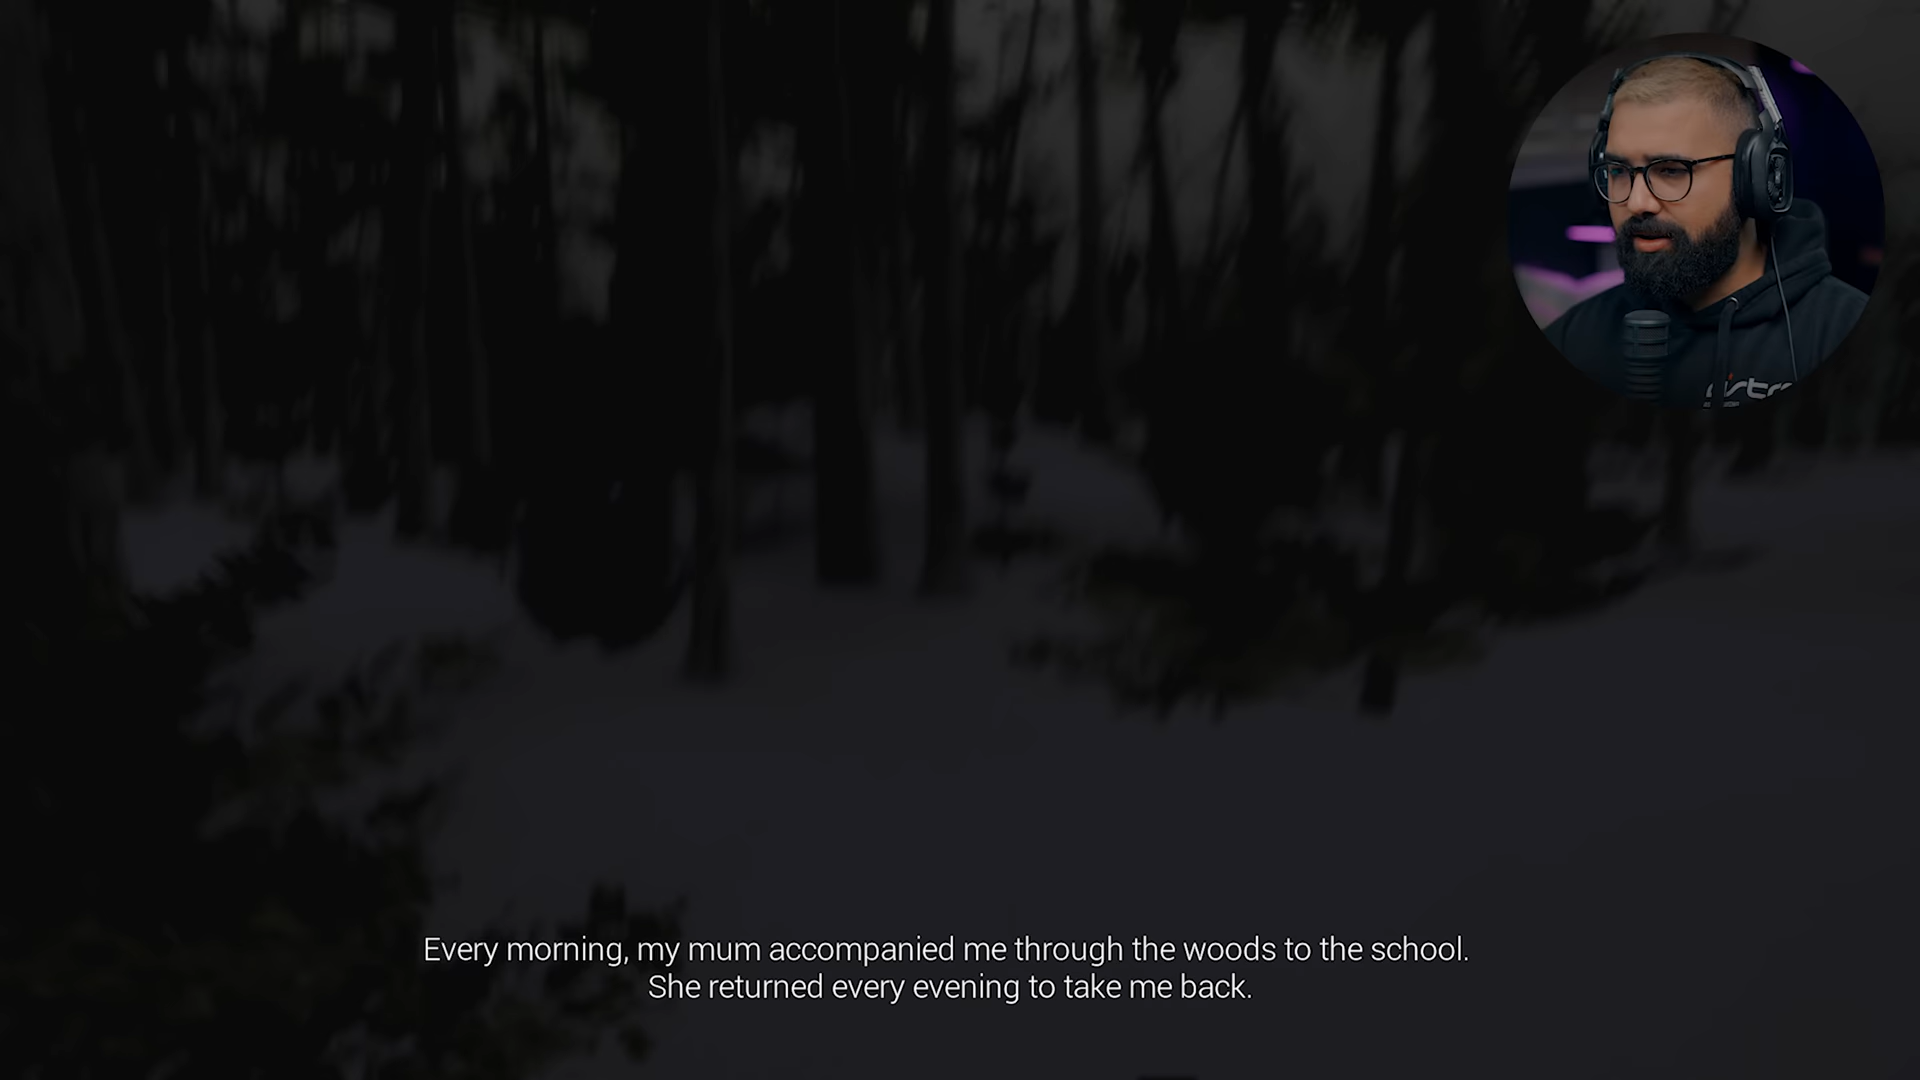 Every morning, my mum accompanied me through the woods to the school.
She returned every evening to take me back.